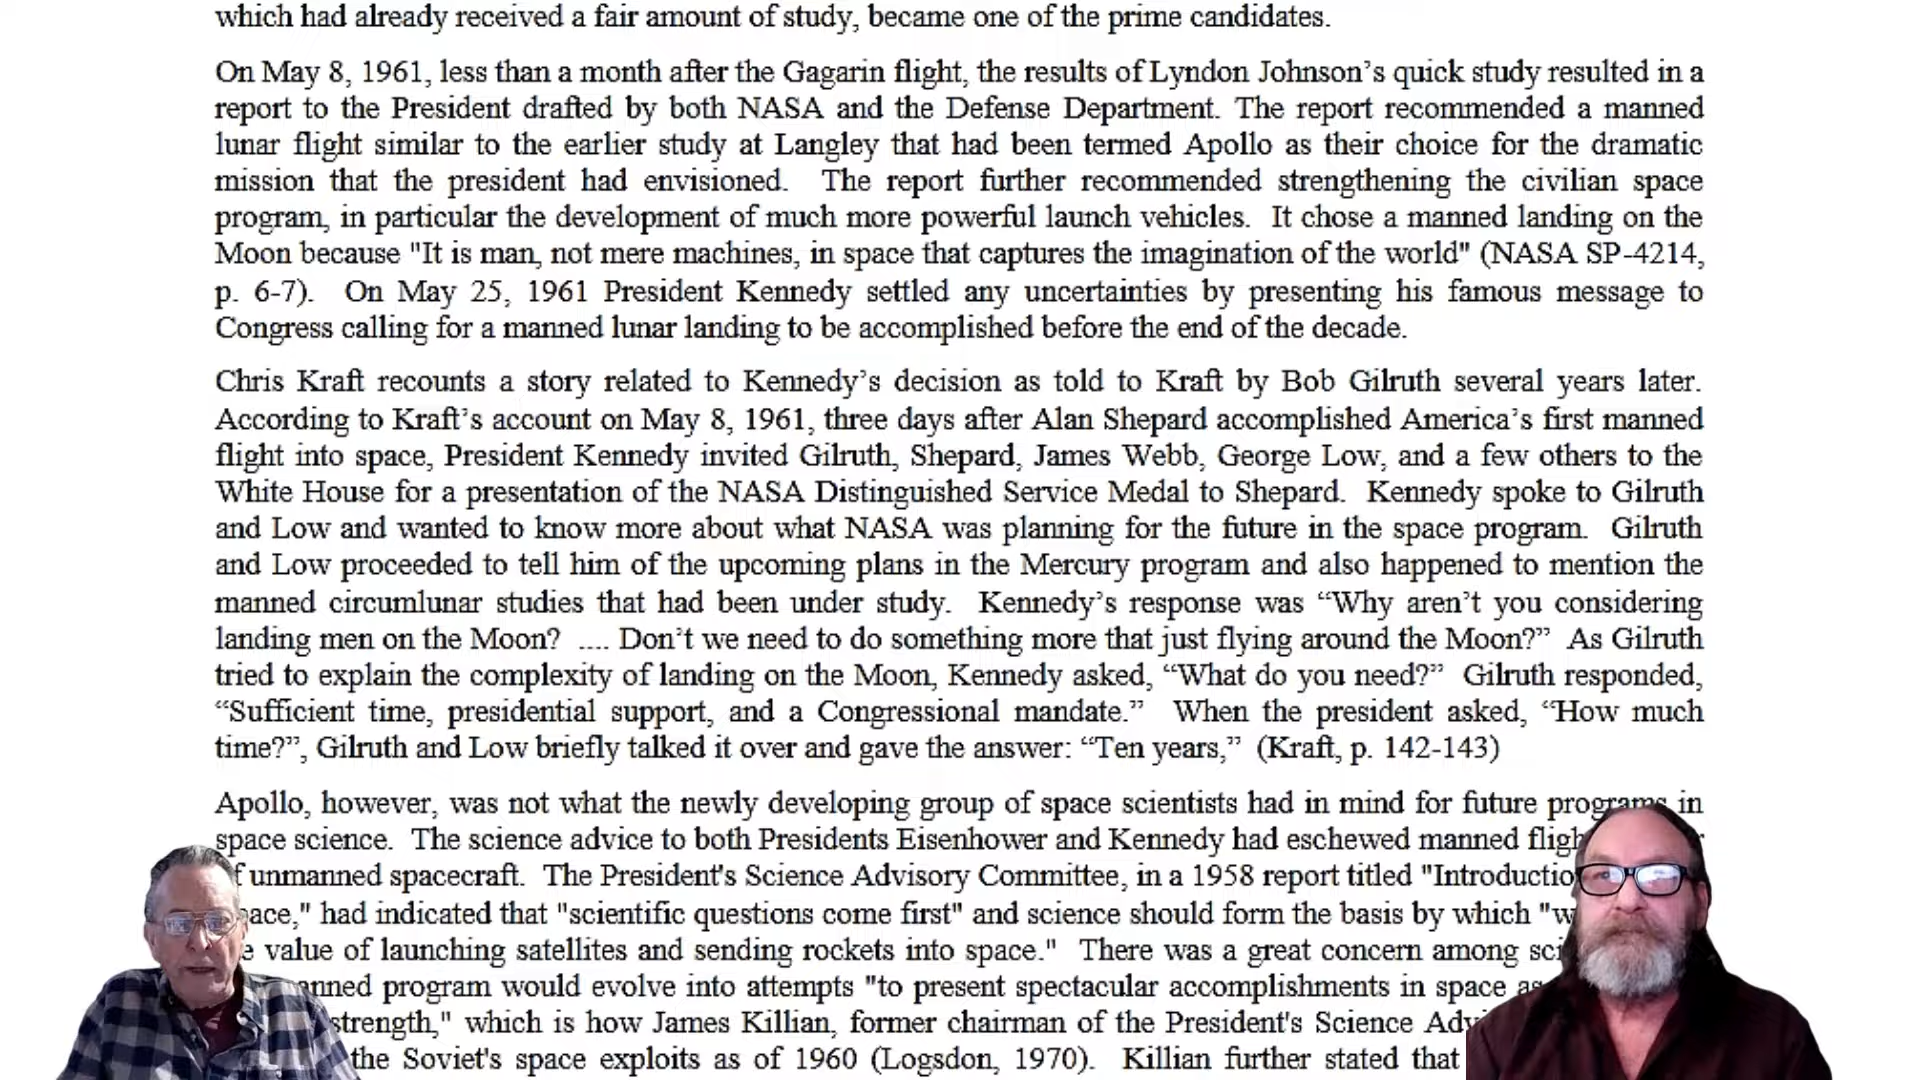 which had already received a fair amount of study, became one of the prime candidates.
On May 8, 1961, less than a month after the Gagarin flight, the results of Lyndon Johnson's quick study resulted in a
report to the President drafted by both NASA and the Defense Department. The report recommended a manned
lunar flight similar to the earlier study at Langley that had been termed Apollo as their choice for the dramatic
mission that the president had envisioned. The report further recommended strengthening the civilian space
program, in particular the development of much more powerful launch vehicles. It chose a manned landing on the
Moon because "It is man, not mere machines, in space that captures the imagination of the world" (NASA SP-4214,
p. 6-7). On May 25, 1961 President Kennedy settled any uncertainties by presenting his famous message to
Congress calling for a manned lunar landing to be accomplished before the end of the decade.
Chris Kraft recounts a story related to Kennedy's decision as told to Kraft by Bob Gilruth several years later.
According to Kraft's account on May 8, 1961, three days after Alan Shepard accomplished America's first manned
flight into space, President Kennedy invited Gilruth, Shepard, James Webb, George Low, and a few others to the
White House for a presentation of the NASA Distinguished Service Medal to Shepard. Kennedy spoke to Gilruth
and Low and wanted to know more about what NASA was planning for the future in the space program. Gilruth
and Low proceeded to tell him of the upcoming plans in the Mercury program and also happened to mention the
manned circumlunar studies that had been under study. Kennedy's response was “Why aren't you considering
landing men on the Moon? .... Don't we need to do something more that just flying around the Moon?” As Gilruth
tried to explain the complexity of landing on the Moon, Kennedy asked, “What do you need?” Gilruth responded,
“Sufficient time, presidential support, and a Congressional mandate.” When the president asked, “How much
time?”, Gilruth and Low briefly talked it over and gave the answer: “Ten years,” (Kraft, p. 142-143)
Apollo, however, was not what the newly developing group of space scientists had in mind for future programs in
space science. The science advice to both Presidents Eisenhower and Kennedy had eschewed manned
unmanned spacecraft. The President's Science Advisory Committee, in a 1958 report titled
had indicated that "scientific questions come first" and science should form the basis by which
value of launching satellites and sending rockets into space." There was a great concern among
program would evolve into attempts "to present spectacular accomplishments in space
strength," which is how James Killian, former chairman of the President's Science
the Soviet's space exploits as of 1960 (Logsdon, 1970). Killian further stated that